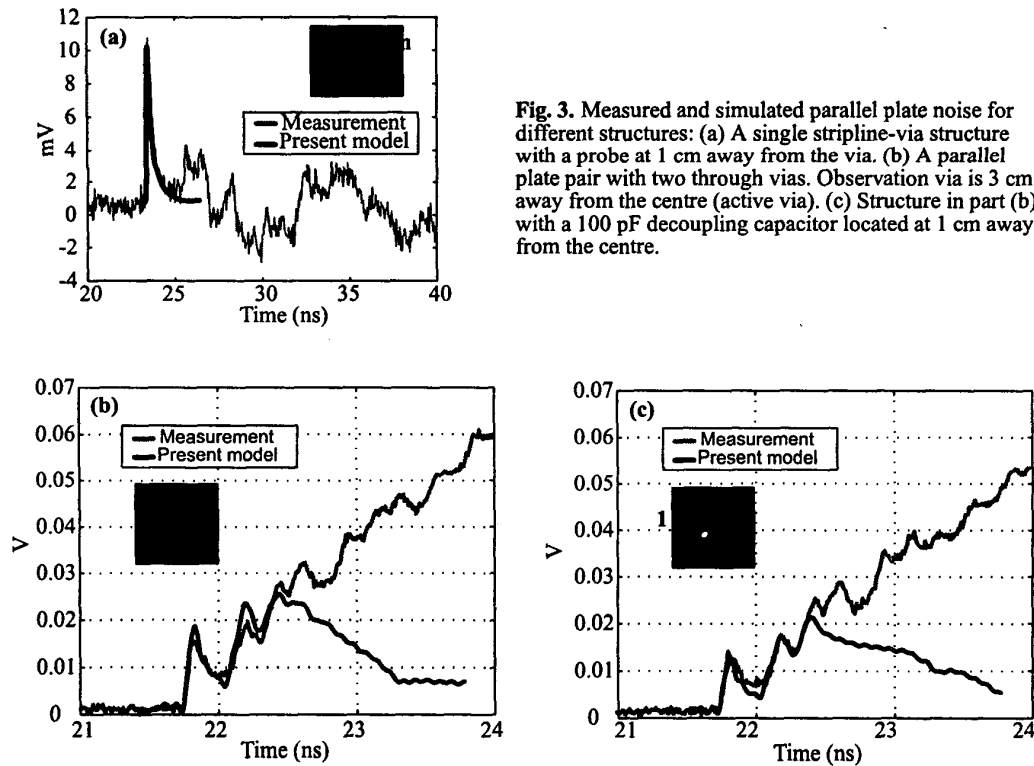 12
(a)
10
8
6
4
2
0
-2
-4
mV
Measurement
Present model
20
25
30
35
40
Time (ns)
Fig. 3. Measured and simulated parallel plate noise for
different structures: (a) A single stripline-via structure
with a probe at 1 cm away from the via. (b) A parallel
plate pair with two through vias. Observation via is 3 cm
away from the centre (active via). (c) Structure in part (b)
with a 100 pF decoupling capacitor located at 1 cm away
from the centre.
0.07
(b)
0.06
0.05
0.04
0.03
0.02
0.01
0
V
Measurement
Present model
21
22
23
24
Time (ns)
0.07
(c)
0.06
0.05
0.04
0.03
0.02
0.01
0
V
Measurement
Present model
1
21
22
23
24
Time (ns)